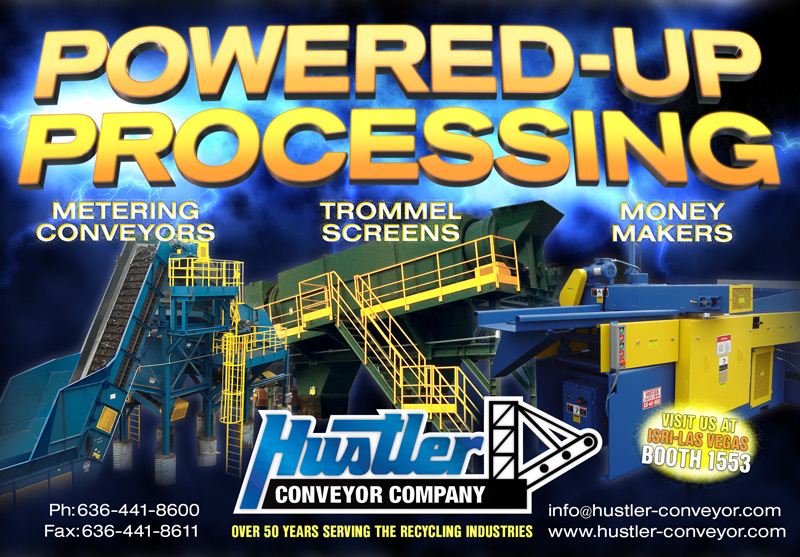 POWERED-UP
PROCESSING
METERING
CONVEYORS
TROMMEL
SCREENS
MONEY
MAKERS
VISIT US AT
ISRI-LAS VEGAS
BOOTH 1553
Hustler
CONVEYOR COMPANY
OVER 50 YEARS SERVING THE RECYCLING INDUSTRIES
Ph:636-441-8600
Fax:636-441-8611
info@hustler-conveyor.com
www.hustler-conveyor.com